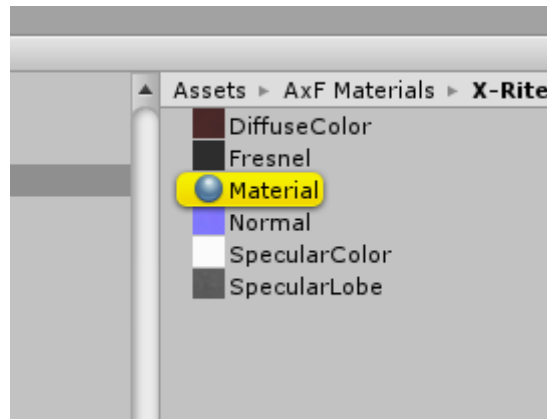 Assets ▸ AxF Materials ▸ X-Rite
DiffuseColor
Fresnel
Material
Normal
SpecularColor
SpecularLobe